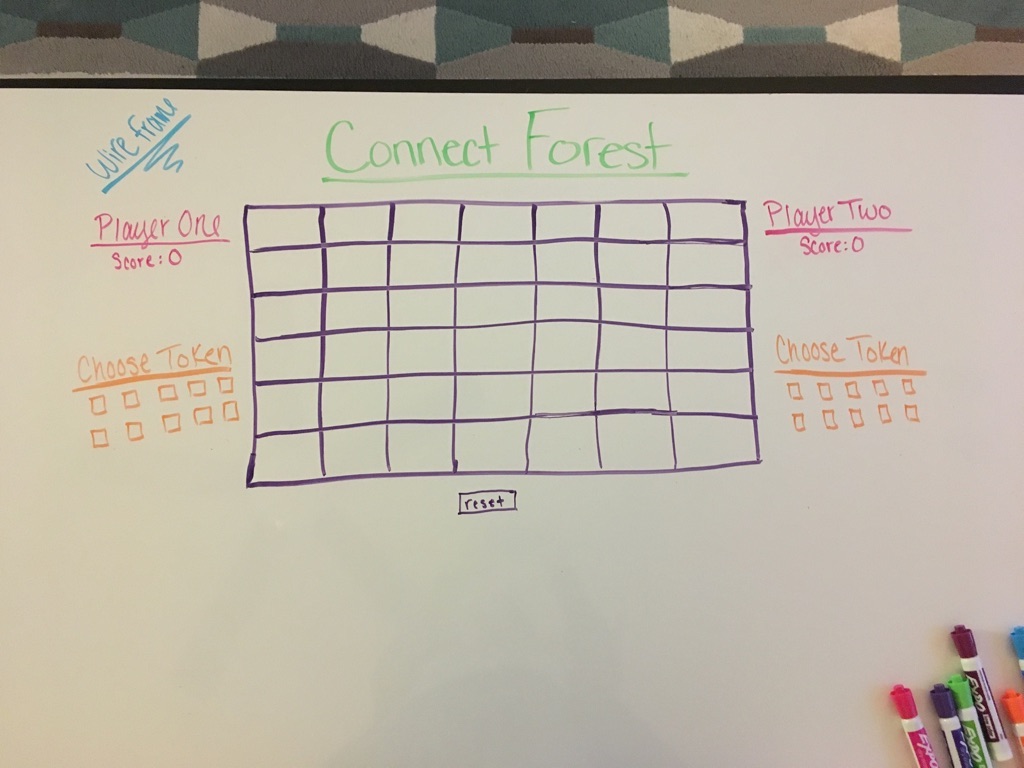 Wire frame
Connect Forest
Player One
Score: 0
Player Two
Score: 0
Choose Token
Choose Token
reset
EXPO
EXPO
EXPO